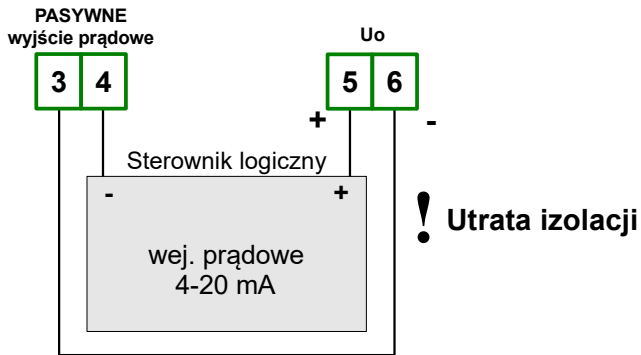 PASYWNE
wyjście prądowe
Uo
3 4
5 6
+ -
Sterownik logiczny
- +
! Utrata izolacji
wej. prądowe
4-20 mA